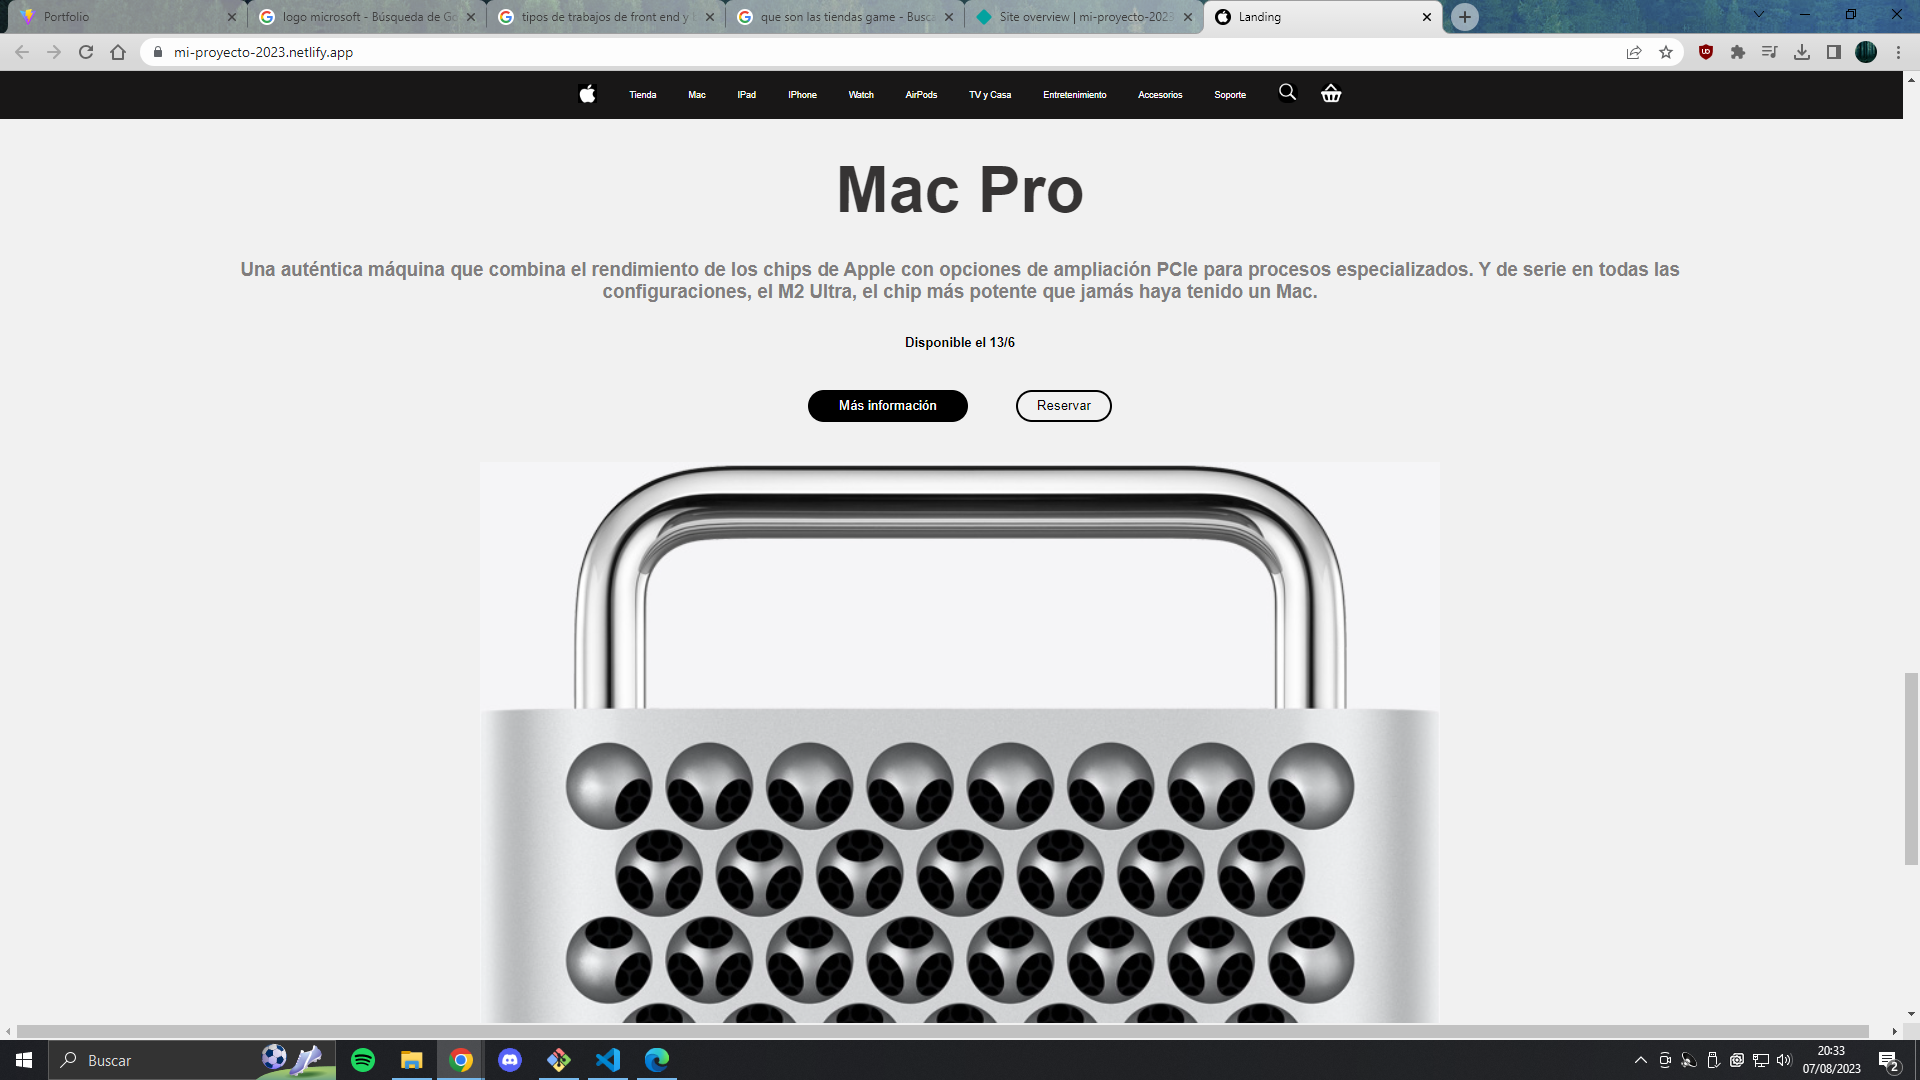 Portfolio
logo microsoft - Búsqueda de Go
tipos de trabajos de front end y b
que son las tiendas game - Busca
Site overview | mi-proyecto-2023
Landing
mi-proyecto-2023.netlify.app
Tienda
Mac
IPad
IPhone
Watch
AirPods
TV y Casa
Entretenimiento
Accesorios
Soporte
Mac Pro
Una auténtica máquina que combina el rendimiento de los chips de Apple con opciones de ampliación PCIe para procesos especializados. Y de serie en todas las
configuraciones, el M2 Ultra, el chip más potente que jamás haya tenido un Mac.
Disponible el 13/6
Más información
Reservar
Buscar
20:33
07/08/2023
2